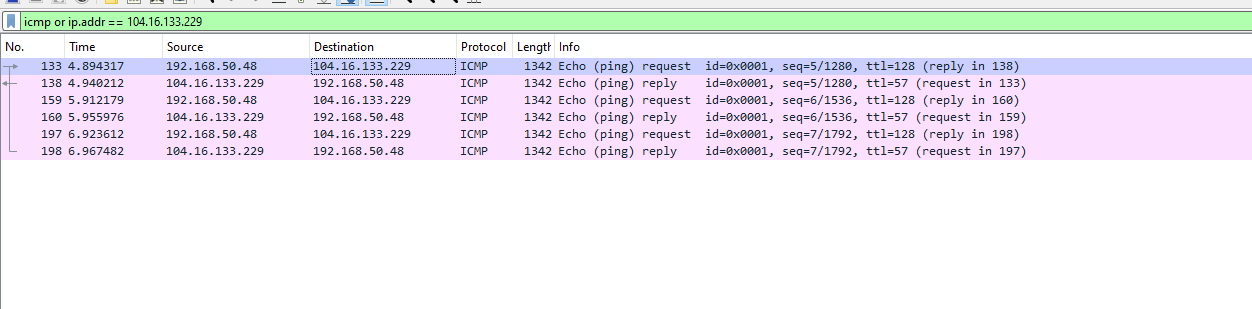 icmp or ip.addr == 104.16.133.229
No. Time Source Destination Protocol Length Info
133 4.894317 192.168.50.48 104.16.133.229 ICMP 1342 Echo (ping) request id=0x0001, seq=5/1280, ttl=128 (reply in 138)
138 4.940212 104.16.133.229 192.168.50.48 ICMP 1342 Echo (ping) reply id=0x0001, seq=5/1280, ttl=57 (request in 133)
159 5.912179 192.168.50.48 104.16.133.229 ICMP 1342 Echo (ping) request id=0x0001, seq=6/1536, ttl=128 (reply in 160)
160 5.955976 104.16.133.229 192.168.50.48 ICMP 1342 Echo (ping) reply id=0x0001, seq=6/1536, ttl=57 (request in 159)
197 6.923612 192.168.50.48 104.16.133.229 ICMP 1342 Echo (ping) request id=0x0001, seq=7/1792, ttl=128 (reply in 198)
198 6.967482 104.16.133.229 192.168.50.48 ICMP 1342 Echo (ping) reply id=0x0001, seq=7/1792, ttl=57 (request in 197)